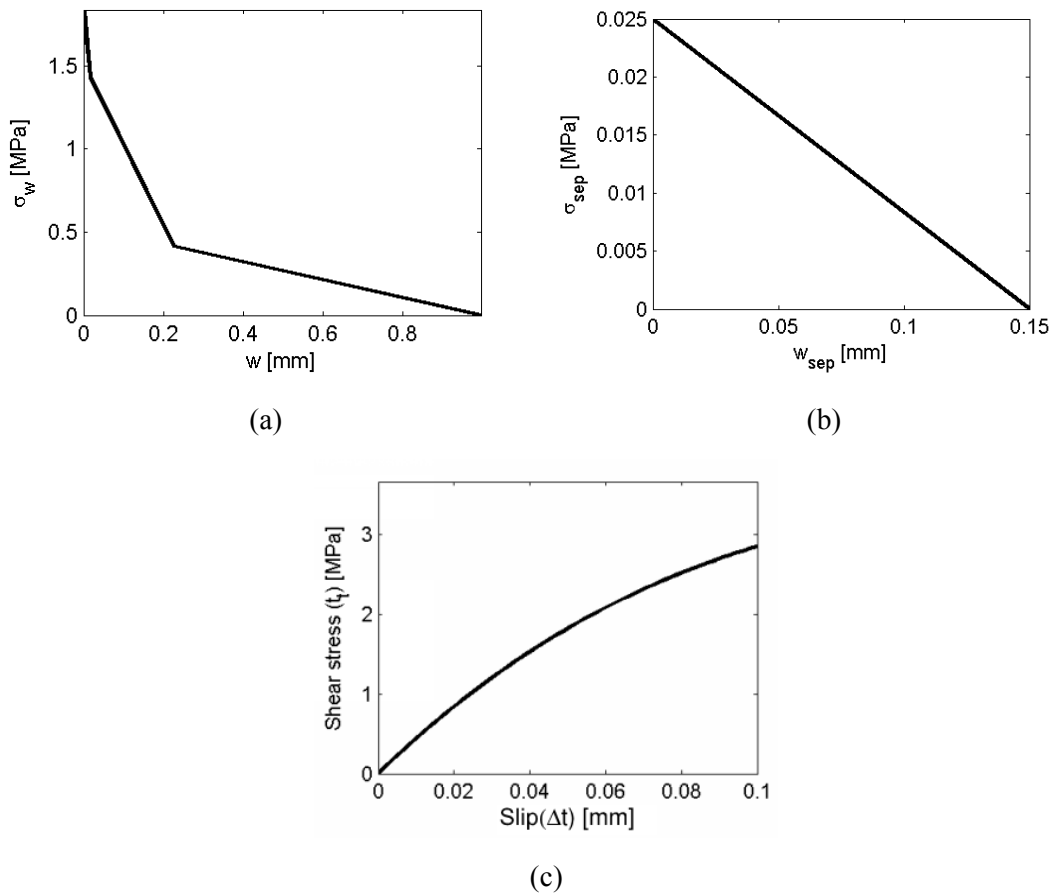 1.5
1
0.5
0
σw [MPa]
0 0.2 0.4 0.6 0.8
w [mm]
(a)
0.025
0.02
0.015
0.01
0.005
0
σsep [MPa]
0 0.05 0.1 0.15
wsep [mm]
(b)
3
2
1
0
Shear stress (tt) [MPa]
0 0.02 0.04 0.06 0.08 0.1
Slip(Δt) [mm]
(c)